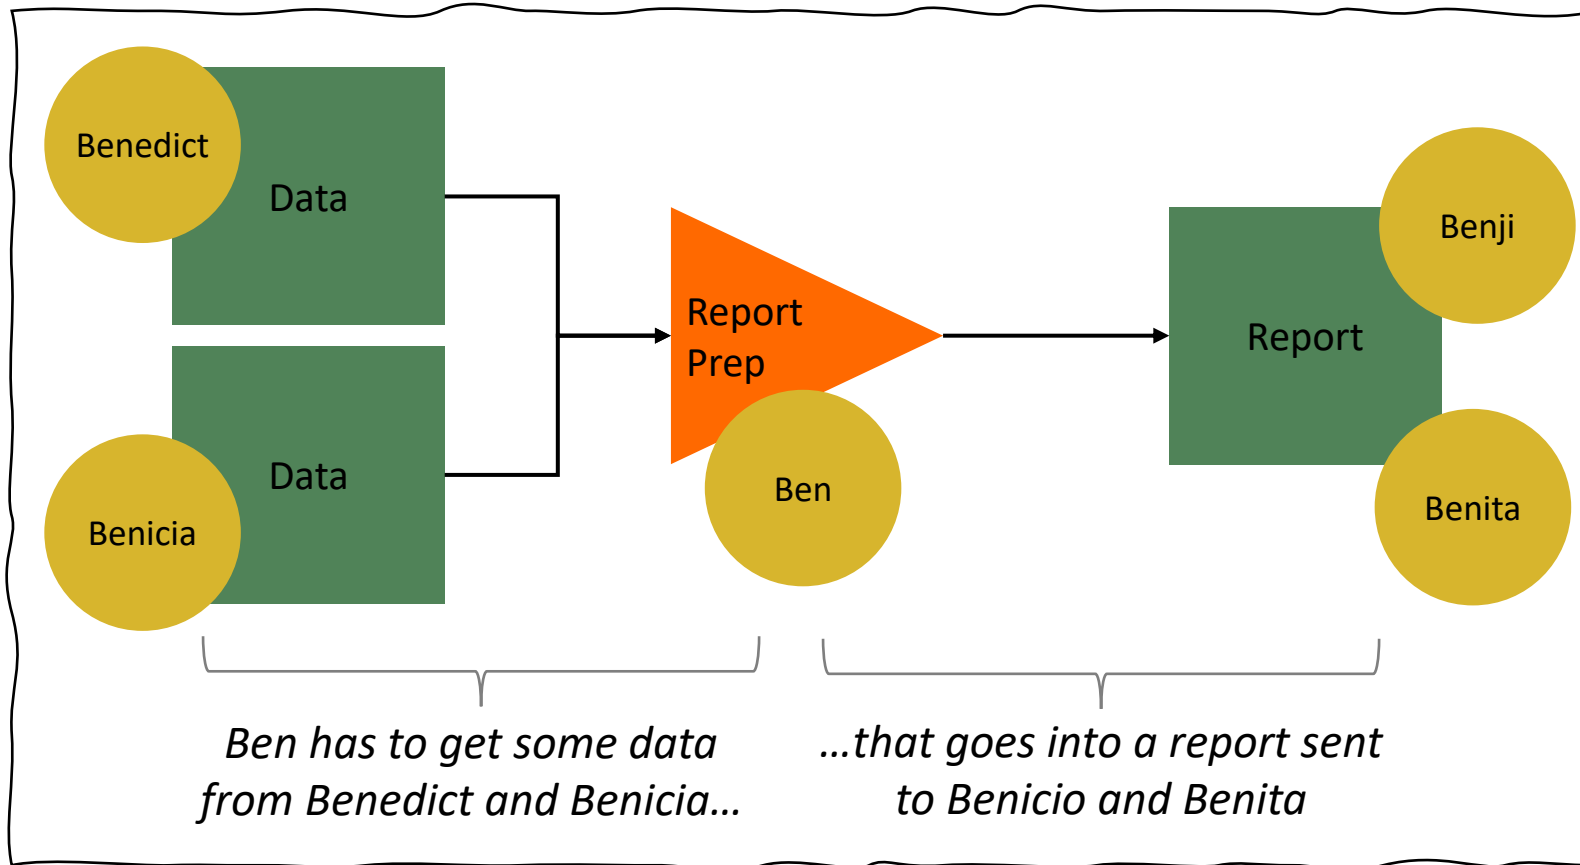 Benedict
Data
Benji
Report
Prep
Report
Data
Ben
Benicia
Benita
Ben has to get some data
from Benedict and Benicia…
…that goes into a report sent
to Benicio and Benita